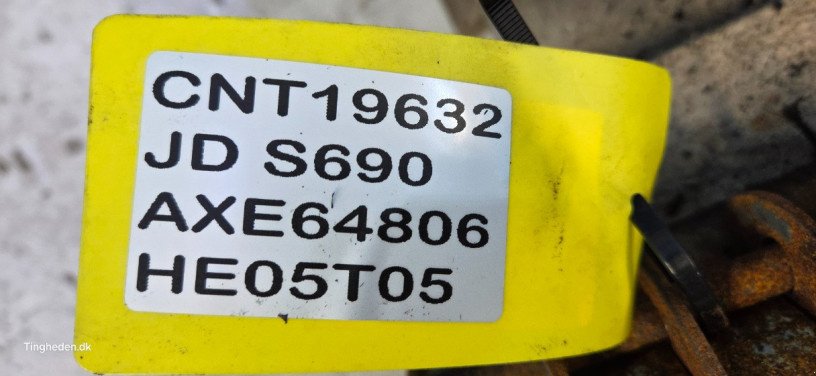 CNT19632
JD S690
AXE64806
HE05T05
Tingheden.dk